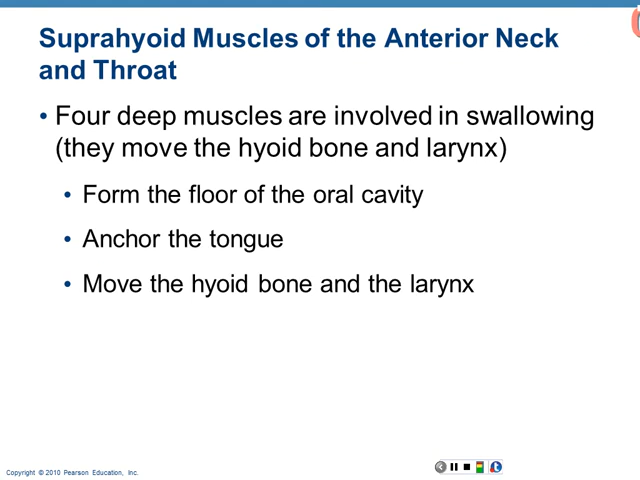 Suprahyoid Muscles of the Anterior Neck
and Throat
• Four deep muscles are involved in swallowing
(they move the hyoid bone and larynx)
• Form the floor of the oral cavity
• Anchor the tongue
• Move the hyoid bone and the larynx
Copyright © 2010 Pearson Education, Inc.